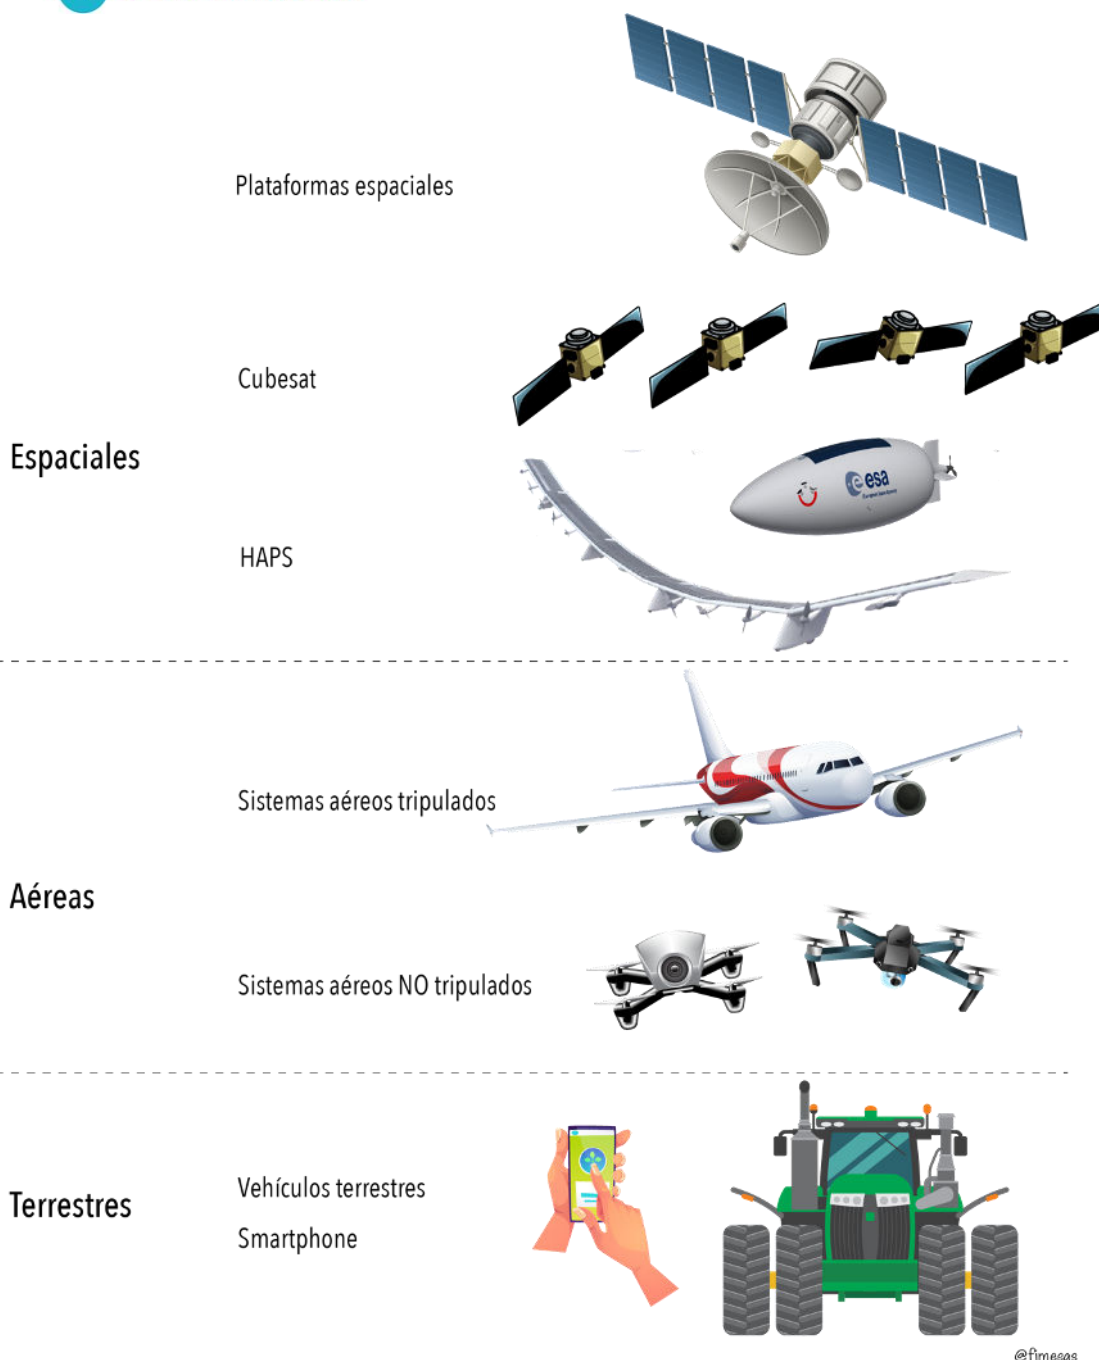 Plataformas espaciales
Cubesat
Espaciales
esa
HAPS
Sistemas aéreos tripulados
Aéreas
Sistemas aéreos NO tripulados
Terrestres
Vehículos terrestres
Smartphone
@fimegas